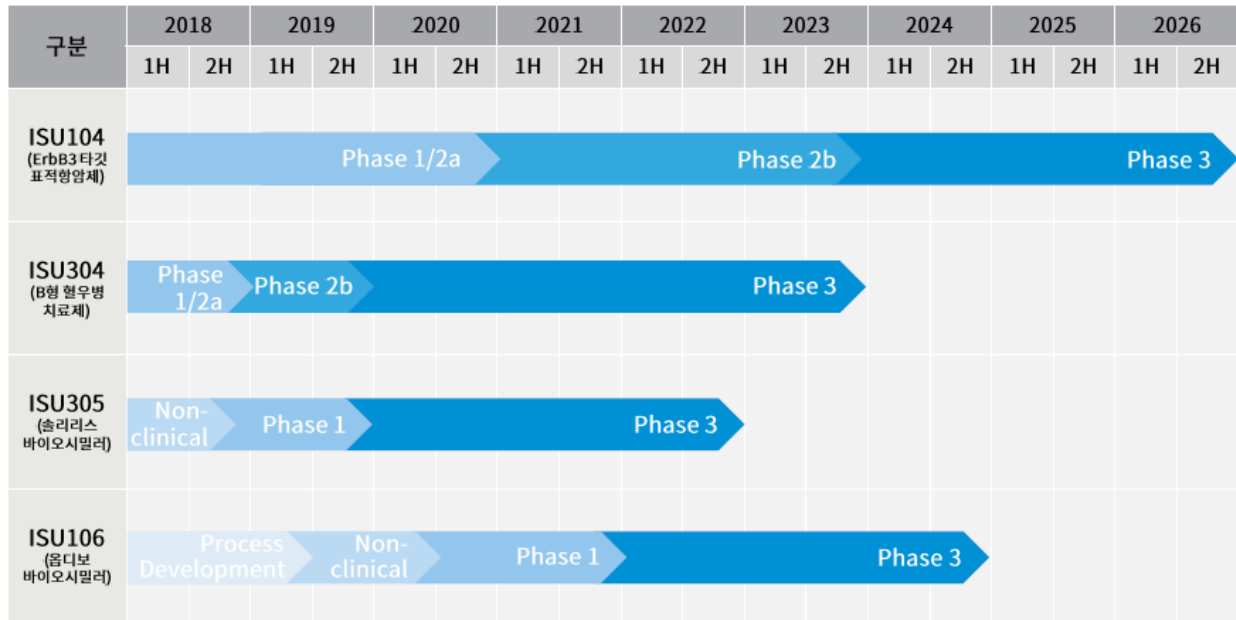 구분
2018 2019 2020 2021 2022 2023 2024 2025 2026
1H 2H 1H 2H 1H 2H 1H 2H 1H 2H 1H 2H 1H 2H 1H 2H 1H 2H
ISU104
(ErbB3 타깃
표적항암제)
Phase 1/2a
Phase 2b
Phase 3
ISU304
(B형 혈우병
치료제)
Phase
1/2a
Phase 2b
Phase 3
ISU305
(솔리리스
바이오시밀러)
Non-
clinical
Phase 1
Phase 3
ISU106
(옵디보
바이오시밀러)
Process
Development
Non-
clinical
Phase 1
Phase 3